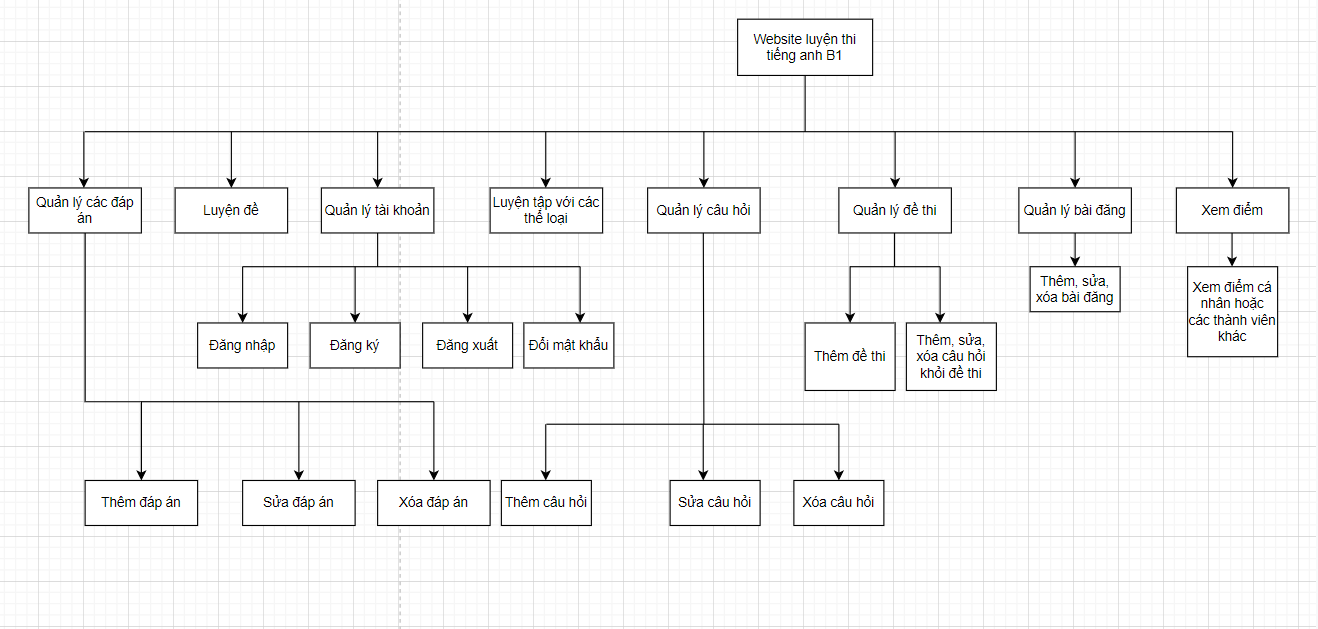 Website luyện thi
tiếng anh B1
Quản lý các đáp
án
Luyện đề
Quản lý tài khoản
Luyện tập với các
thể loại
Quản lý câu hỏi
Quản lý đề thi
Quản lý bài đăng
Xem điểm
Thêm, sửa,
xóa bài đăng
Xem điểm cá
nhân hoặc
các thành viên
khác
Đăng nhập
Đăng ký
Đăng xuất
Đổi mật khẩu
Thêm đề thi
Thêm, sửa,
xóa câu hỏi
khỏi đề thi
Thêm đáp án
Sửa đáp án
Xóa đáp án
Thêm câu hỏi
Sửa câu hỏi
Xóa câu hỏi